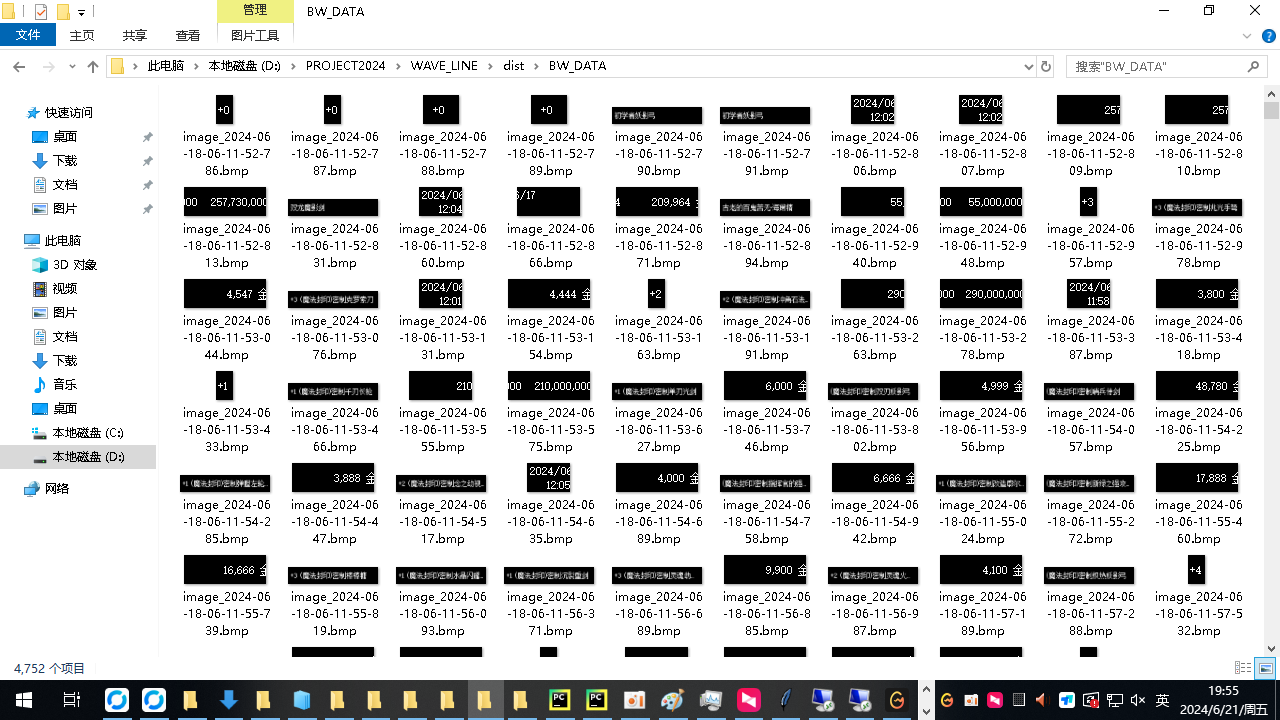 管理
BW_DATA
文件 主页 共享 查看 图片工具
此电脑 本地磁盘 (D:) PROJECT2024 WAVE_LINE dist BW_DATA
搜索"BW_DATA"
快速访问
桌面
下载
文档
图片
此电脑
3D 对象
视频
图片
文档
下载
音乐
桌面
本地磁盘 (C:)
本地磁盘 (D:)
网络
+0 +0 +0 +0 2024/06 12:02 2024/06 12:02 257 257
image_2024-06-18-06-11-52-786.bmp
image_2024-06-18-06-11-52-787.bmp
image_2024-06-18-06-11-52-788.bmp
image_2024-06-18-06-11-52-789.bmp
image_2024-06-18-06-11-52-790.bmp
image_2024-06-18-06-11-52-791.bmp
image_2024-06-18-06-11-52-806.bmp
image_2024-06-18-06-11-52-807.bmp
image_2024-06-18-06-11-52-809.bmp
image_2024-06-18-06-11-52-810.bmp
000 257,730,000 双龙魔影剑 2024/06 12:04 6/17 4 209,964 55, 00 55,000,000 +3
image_2024-06-18-06-11-52-813.bmp
image_2024-06-18-06-11-52-831.bmp
image_2024-06-18-06-11-52-860.bmp
image_2024-06-18-06-11-52-866.bmp
image_2024-06-18-06-11-52-871.bmp
image_2024-06-18-06-11-52-894.bmp
image_2024-06-18-06-11-52-940.bmp
image_2024-06-18-06-11-52-948.bmp
image_2024-06-18-06-11-52-957.bmp
image_2024-06-18-06-11-52-978.bmp
4,547 金 2024/06 12:01 4,444 金 +2 290 000 290,000,000 2024/06 11:58 3,800 金
image_2024-06-18-06-11-53-044.bmp
image_2024-06-18-06-11-53-076.bmp
image_2024-06-18-06-11-53-131.bmp
image_2024-06-18-06-11-53-154.bmp
image_2024-06-18-06-11-53-163.bmp
image_2024-06-18-06-11-53-191.bmp
image_2024-06-18-06-11-53-263.bmp
image_2024-06-18-06-11-53-278.bmp
image_2024-06-18-06-11-53-387.bmp
image_2024-06-18-06-11-53-418.bmp
+1 210 000 210,000,000 6,000 金 4,999 金 48,780 金
image_2024-06-18-06-11-53-433.bmp
image_2024-06-18-06-11-53-466.bmp
image_2024-06-18-06-11-53-555.bmp
image_2024-06-18-06-11-53-575.bmp
image_2024-06-18-06-11-53-627.bmp
image_2024-06-18-06-11-53-746.bmp
image_2024-06-18-06-11-53-802.bmp
image_2024-06-18-06-11-53-956.bmp
image_2024-06-18-06-11-54-057.bmp
image_2024-06-18-06-11-54-225.bmp
3,888 金 2024/06 12:05 4,000 金 6,666 金 17,888 金
image_2024-06-18-06-11-54-285.bmp
image_2024-06-18-06-11-54-447.bmp
image_2024-06-18-06-11-54-517.bmp
image_2024-06-18-06-11-54-635.bmp
image_2024-06-18-06-11-54-689.bmp
image_2024-06-18-06-11-54-758.bmp
image_2024-06-18-06-11-54-942.bmp
image_2024-06-18-06-11-55-024.bmp
image_2024-06-18-06-11-55-272.bmp
image_2024-06-18-06-11-55-460.bmp
16,666 金 9,900 金 4,100 金 +4
image_2024-06-18-06-11-55-739.bmp
image_2024-06-18-06-11-55-819.bmp
image_2024-06-18-06-11-56-093.bmp
image_2024-06-18-06-11-56-371.bmp
image_2024-06-18-06-11-56-689.bmp
image_2024-06-18-06-11-56-885.bmp
image_2024-06-18-06-11-56-987.bmp
image_2024-06-18-06-11-57-189.bmp
image_2024-06-18-06-11-57-288.bmp
image_2024-06-18-06-11-57-532.bmp
4,752 个项目
PC PC 英
19:55
2024/6/21/周五